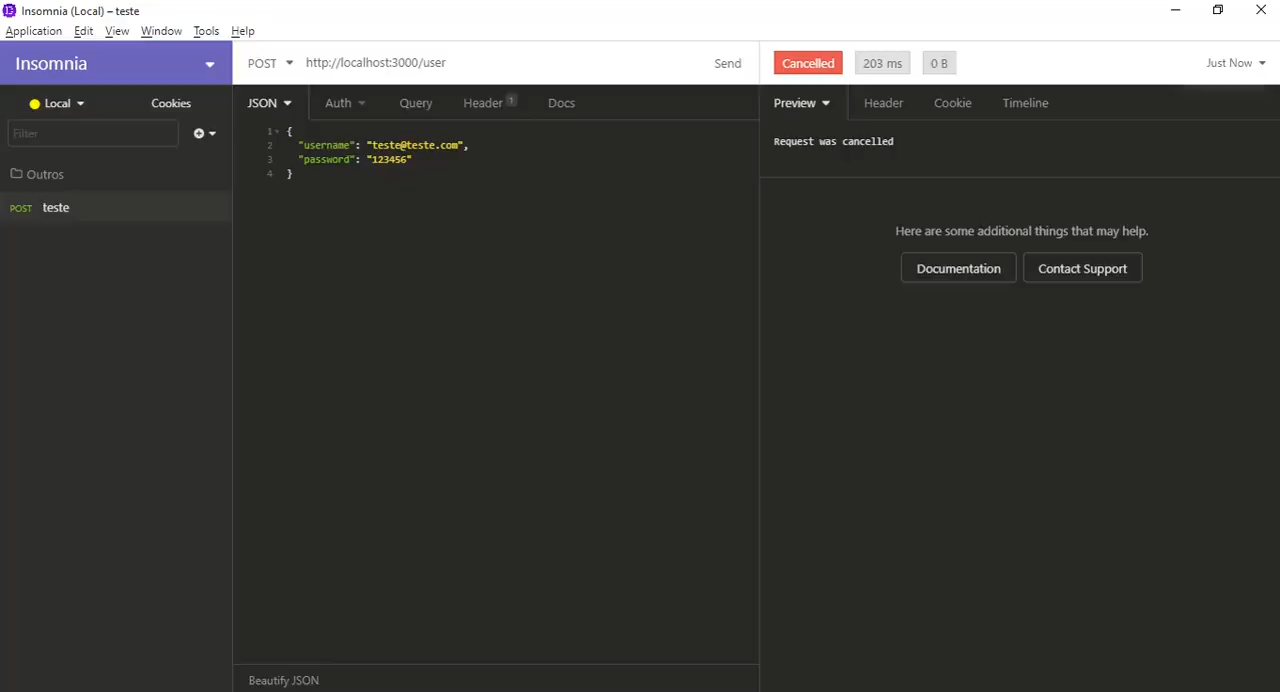 Insomnia (Local) – teste
Application Edit View Window Tools Help
Insomnia
POST http://localhost:3000/user Send
Cancelled 203 ms 0 B Just Now
Local Cookies
JSON Auth Query Header 1 Docs
Preview Header Cookie Timeline
Filter
1 {
2 "username": "teste@teste.com",
3 "password": "123456"
4 }
Request was cancelled
Outros
POST teste
Here are some additional things that may help.
Documentation Contact Support
Beautify JSON